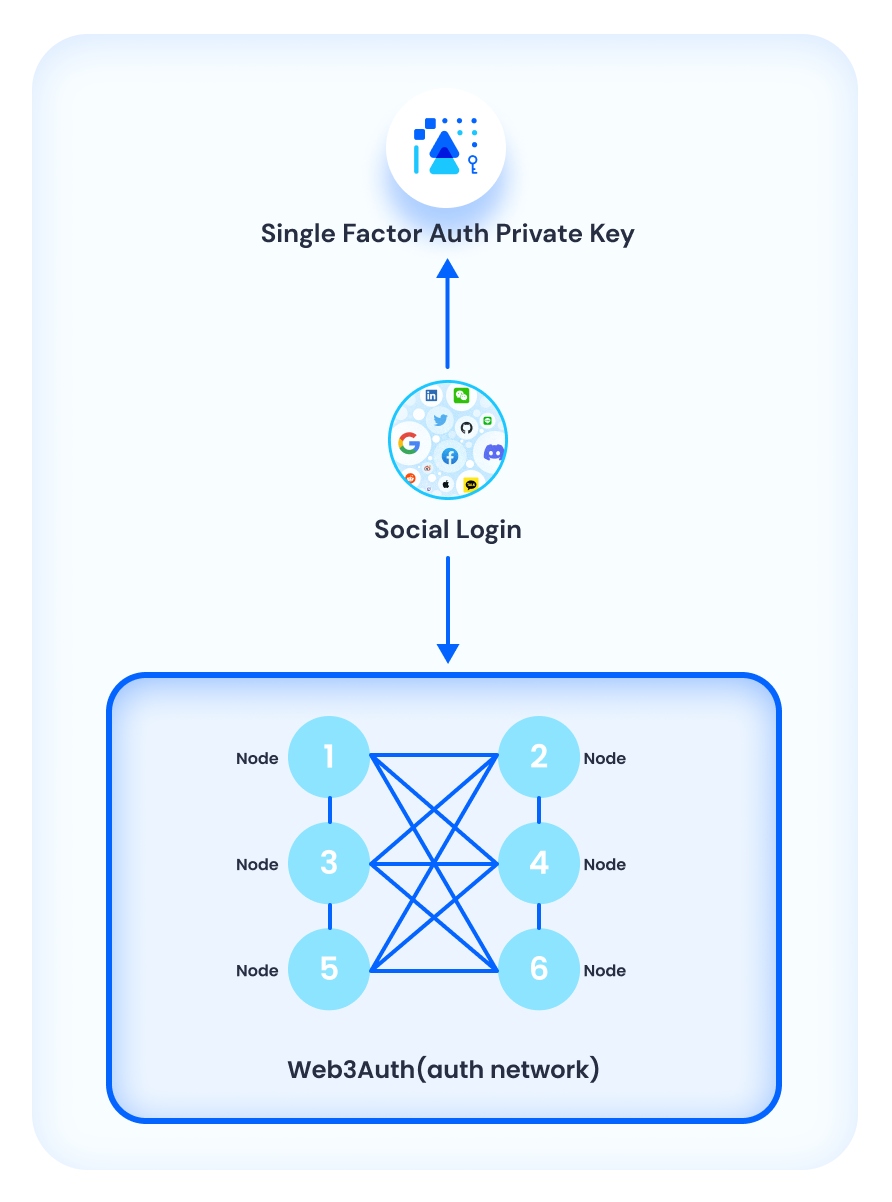 Single Factor Auth Private Key
Social Login
Node 1 2 Node
Node 3 4 Node
Node 5 6 Node
Web3Auth(auth network)